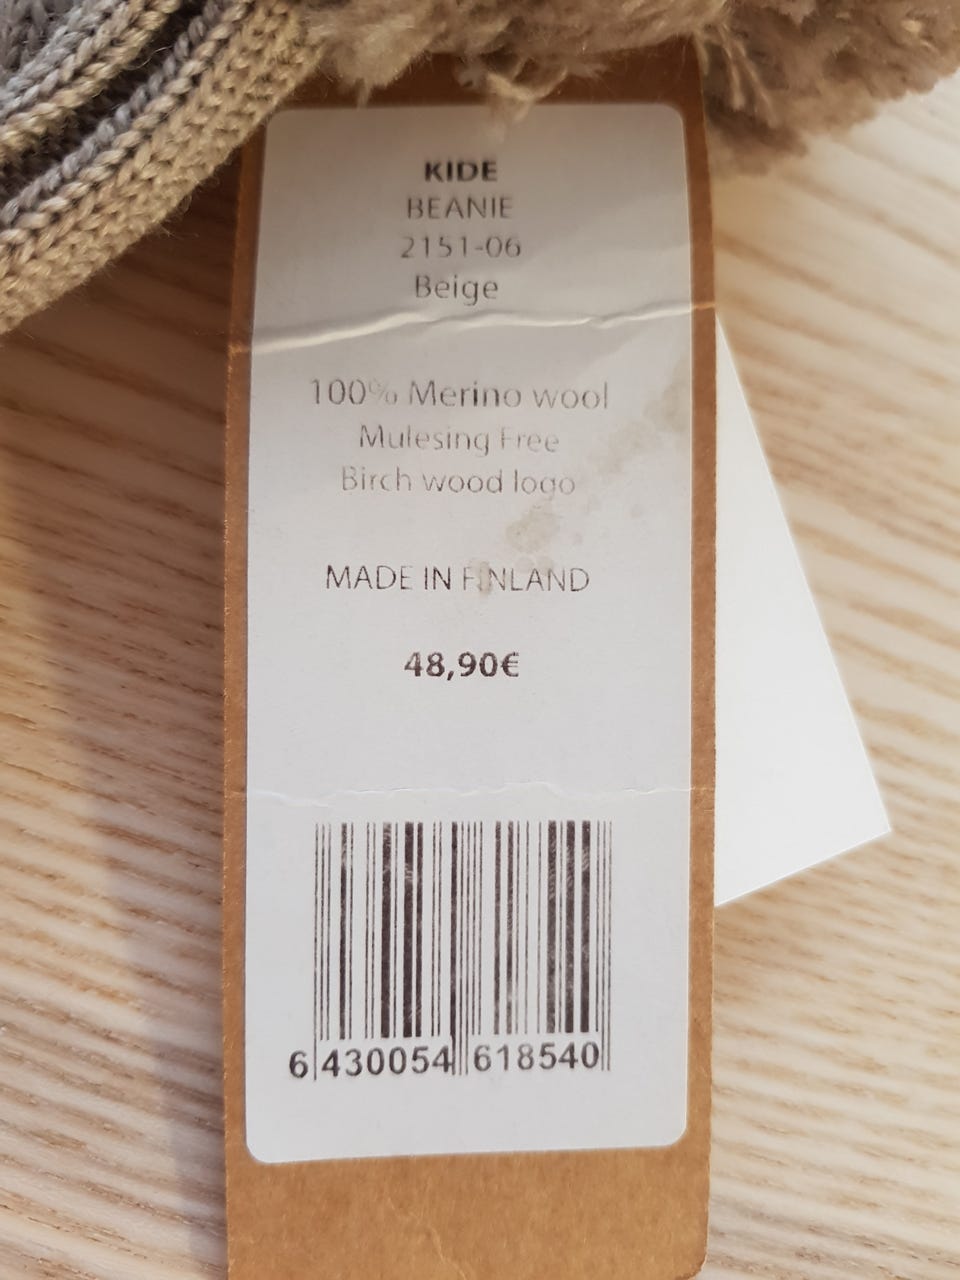 KIDE
BEANIE
2151-06
Beige
100% Merino wool
Mulesing Free
Birch wood logo
MADE IN FINLAND
48,90€
6 430054 618540